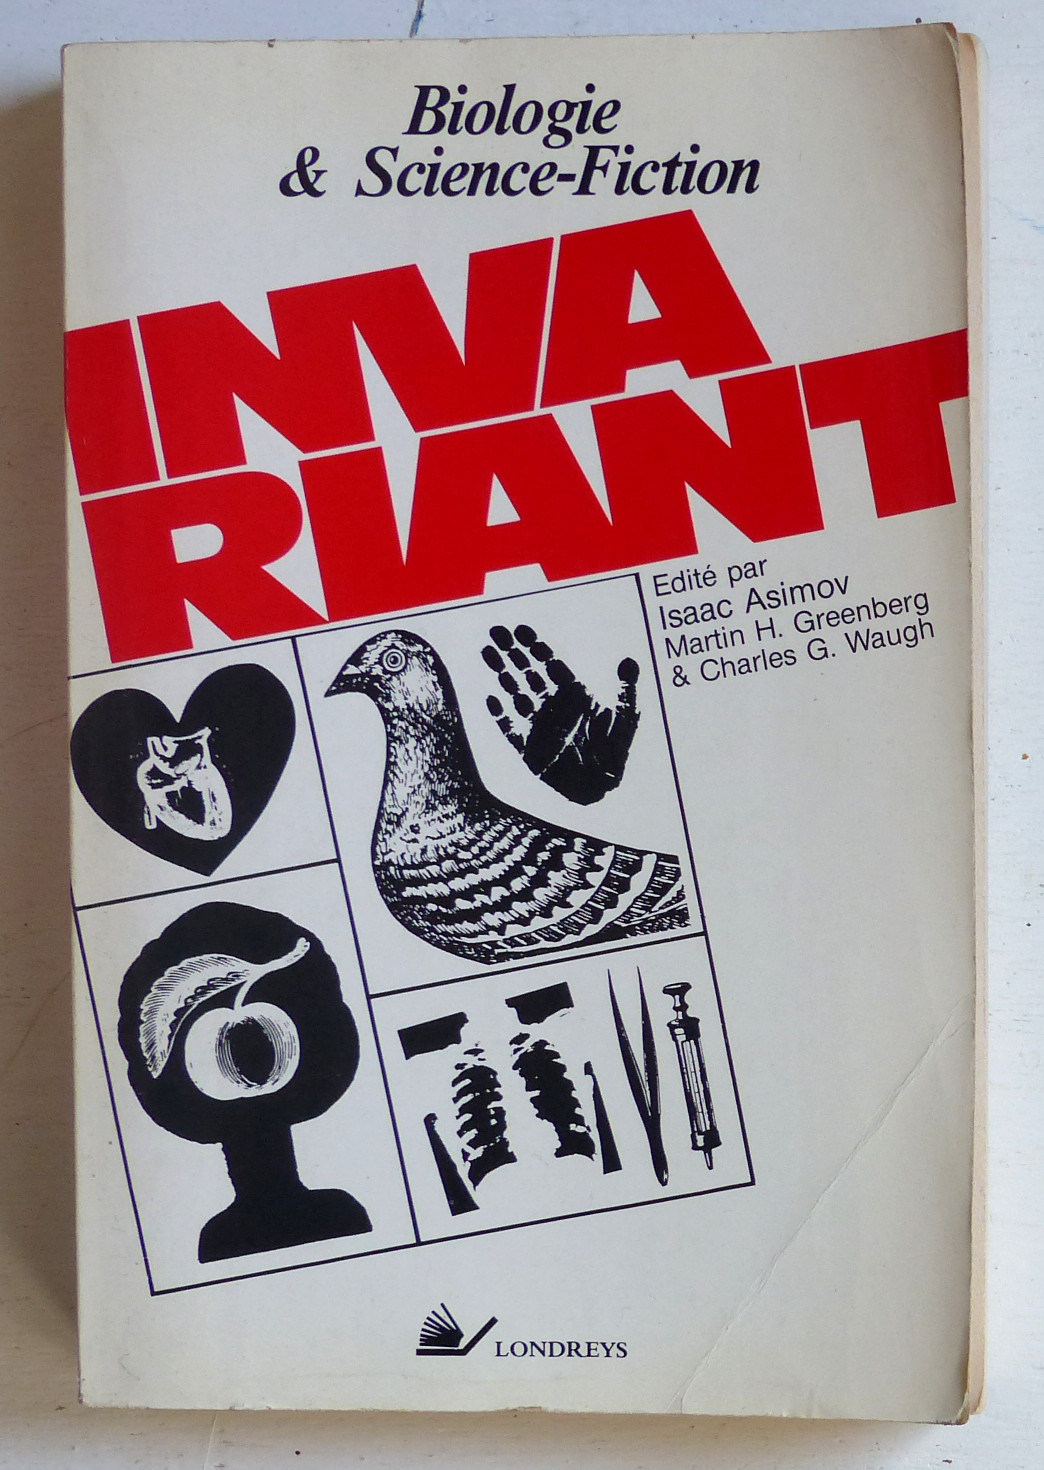 Biologie
& Science-Fiction
INVA
RIANT
Edité par
Isaac Asimov
Martin H. Greenberg
& Charles G. Waugh
LONDREYS